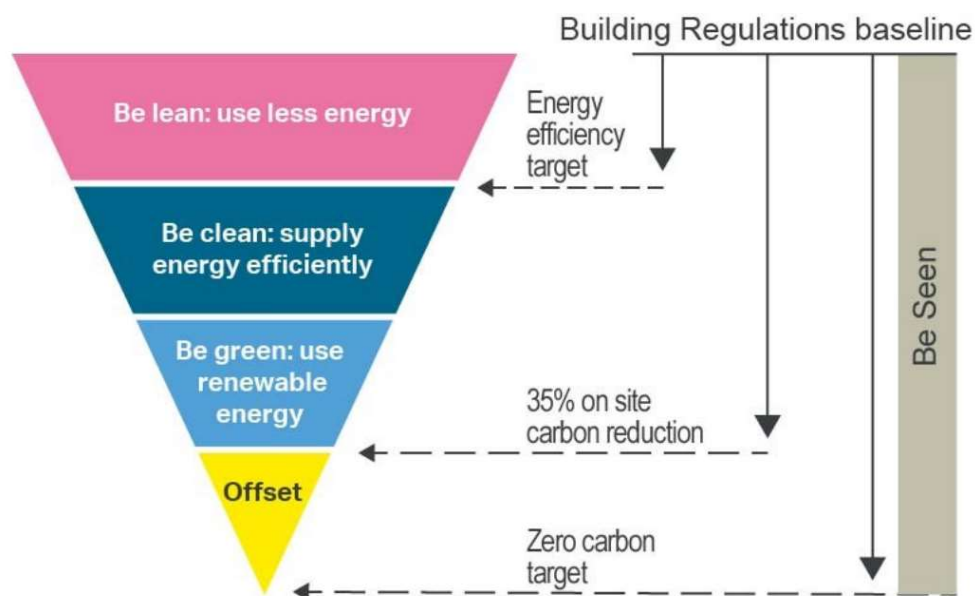 Building Regulations baseline
Be lean: use less energy
Energy
efficiency
target
Be clean: supply
energy efficiently
Be green: use
renewable
energy
35% on site
carbon reduction
Offset
Zero carbon
target
Be Seen